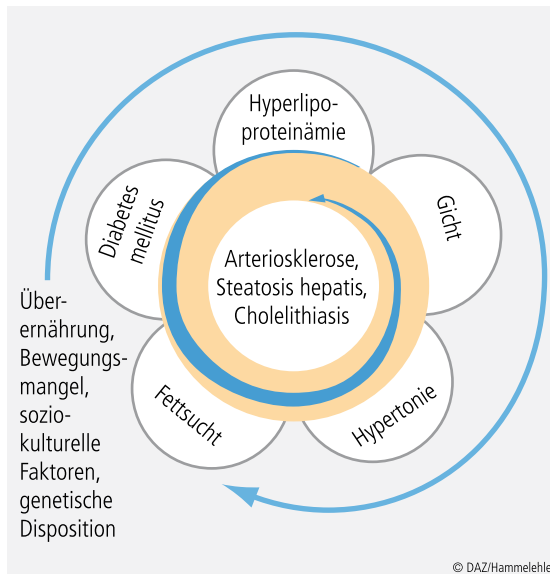 Hyperlipo-
proteinämie
Diabetes
mellitus
Gicht
Arteriosklerose,
Steatosis hepatis,
Cholelithiasis
Fettsucht
Hypertonie
Über-
ernährung,
Bewegungs-
mangel,
sozio-
kulturelle
Faktoren,
genetische
Disposition
© DAZ/Hammelehle